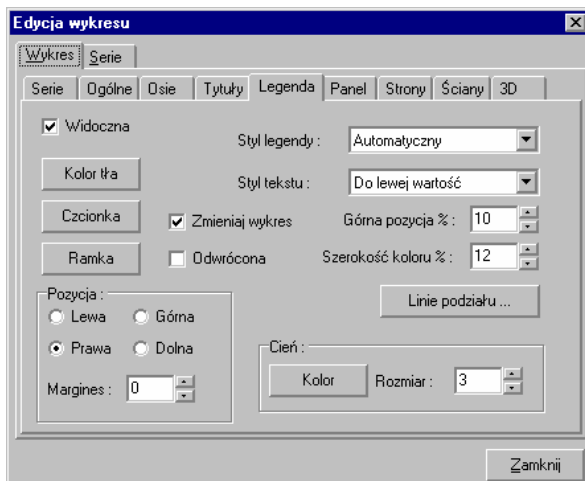 Edycja wykresu
Wykres Serie
Serie Ogólne Osie Tytuły Legenda Panel Strony Ściany 3D
Widoczna
Styl legendy : Automatyczny
Kolor tła
Styl tekstu : Do lewej wartość
Czcionka
Zmieniaj wykres
Górna pozycja % : 10
Ramka
Odwrócona
Szerokość koloru % : 12
Pozycja :
Lewa Górna
Prawa Dolna
Margines : 0
Linie podziału ...
Cień :
Kolor Rozmiar : 3
Zamknij